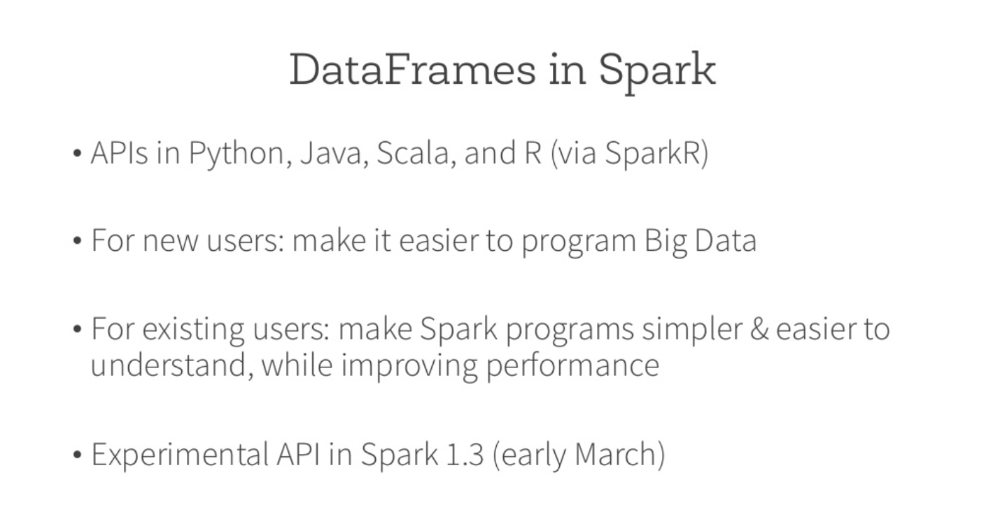 DataFrames in Spark
• APIs in Python, Java, Scala, and R (via SparkR)
• For new users: make it easier to program Big Data
• For existing users: make Spark programs simpler & easier to
understand, while improving performance
• Experimental API in Spark 1.3 (early March)